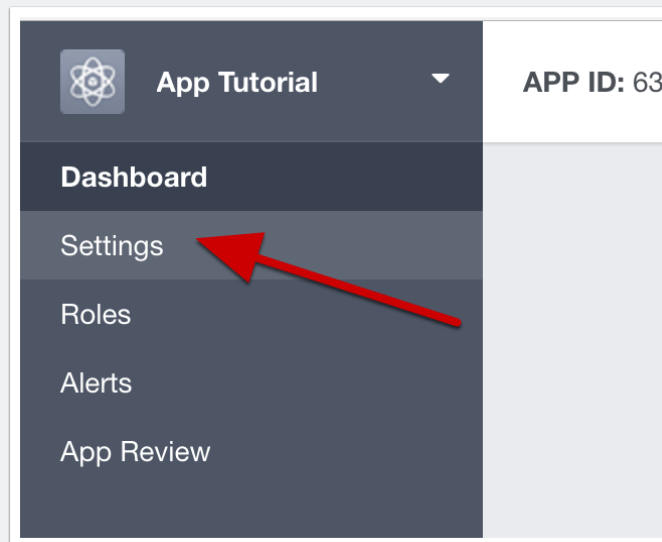 App Tutorial
APP ID: 63
Dashboard
Settings
Roles
Alerts
App Review